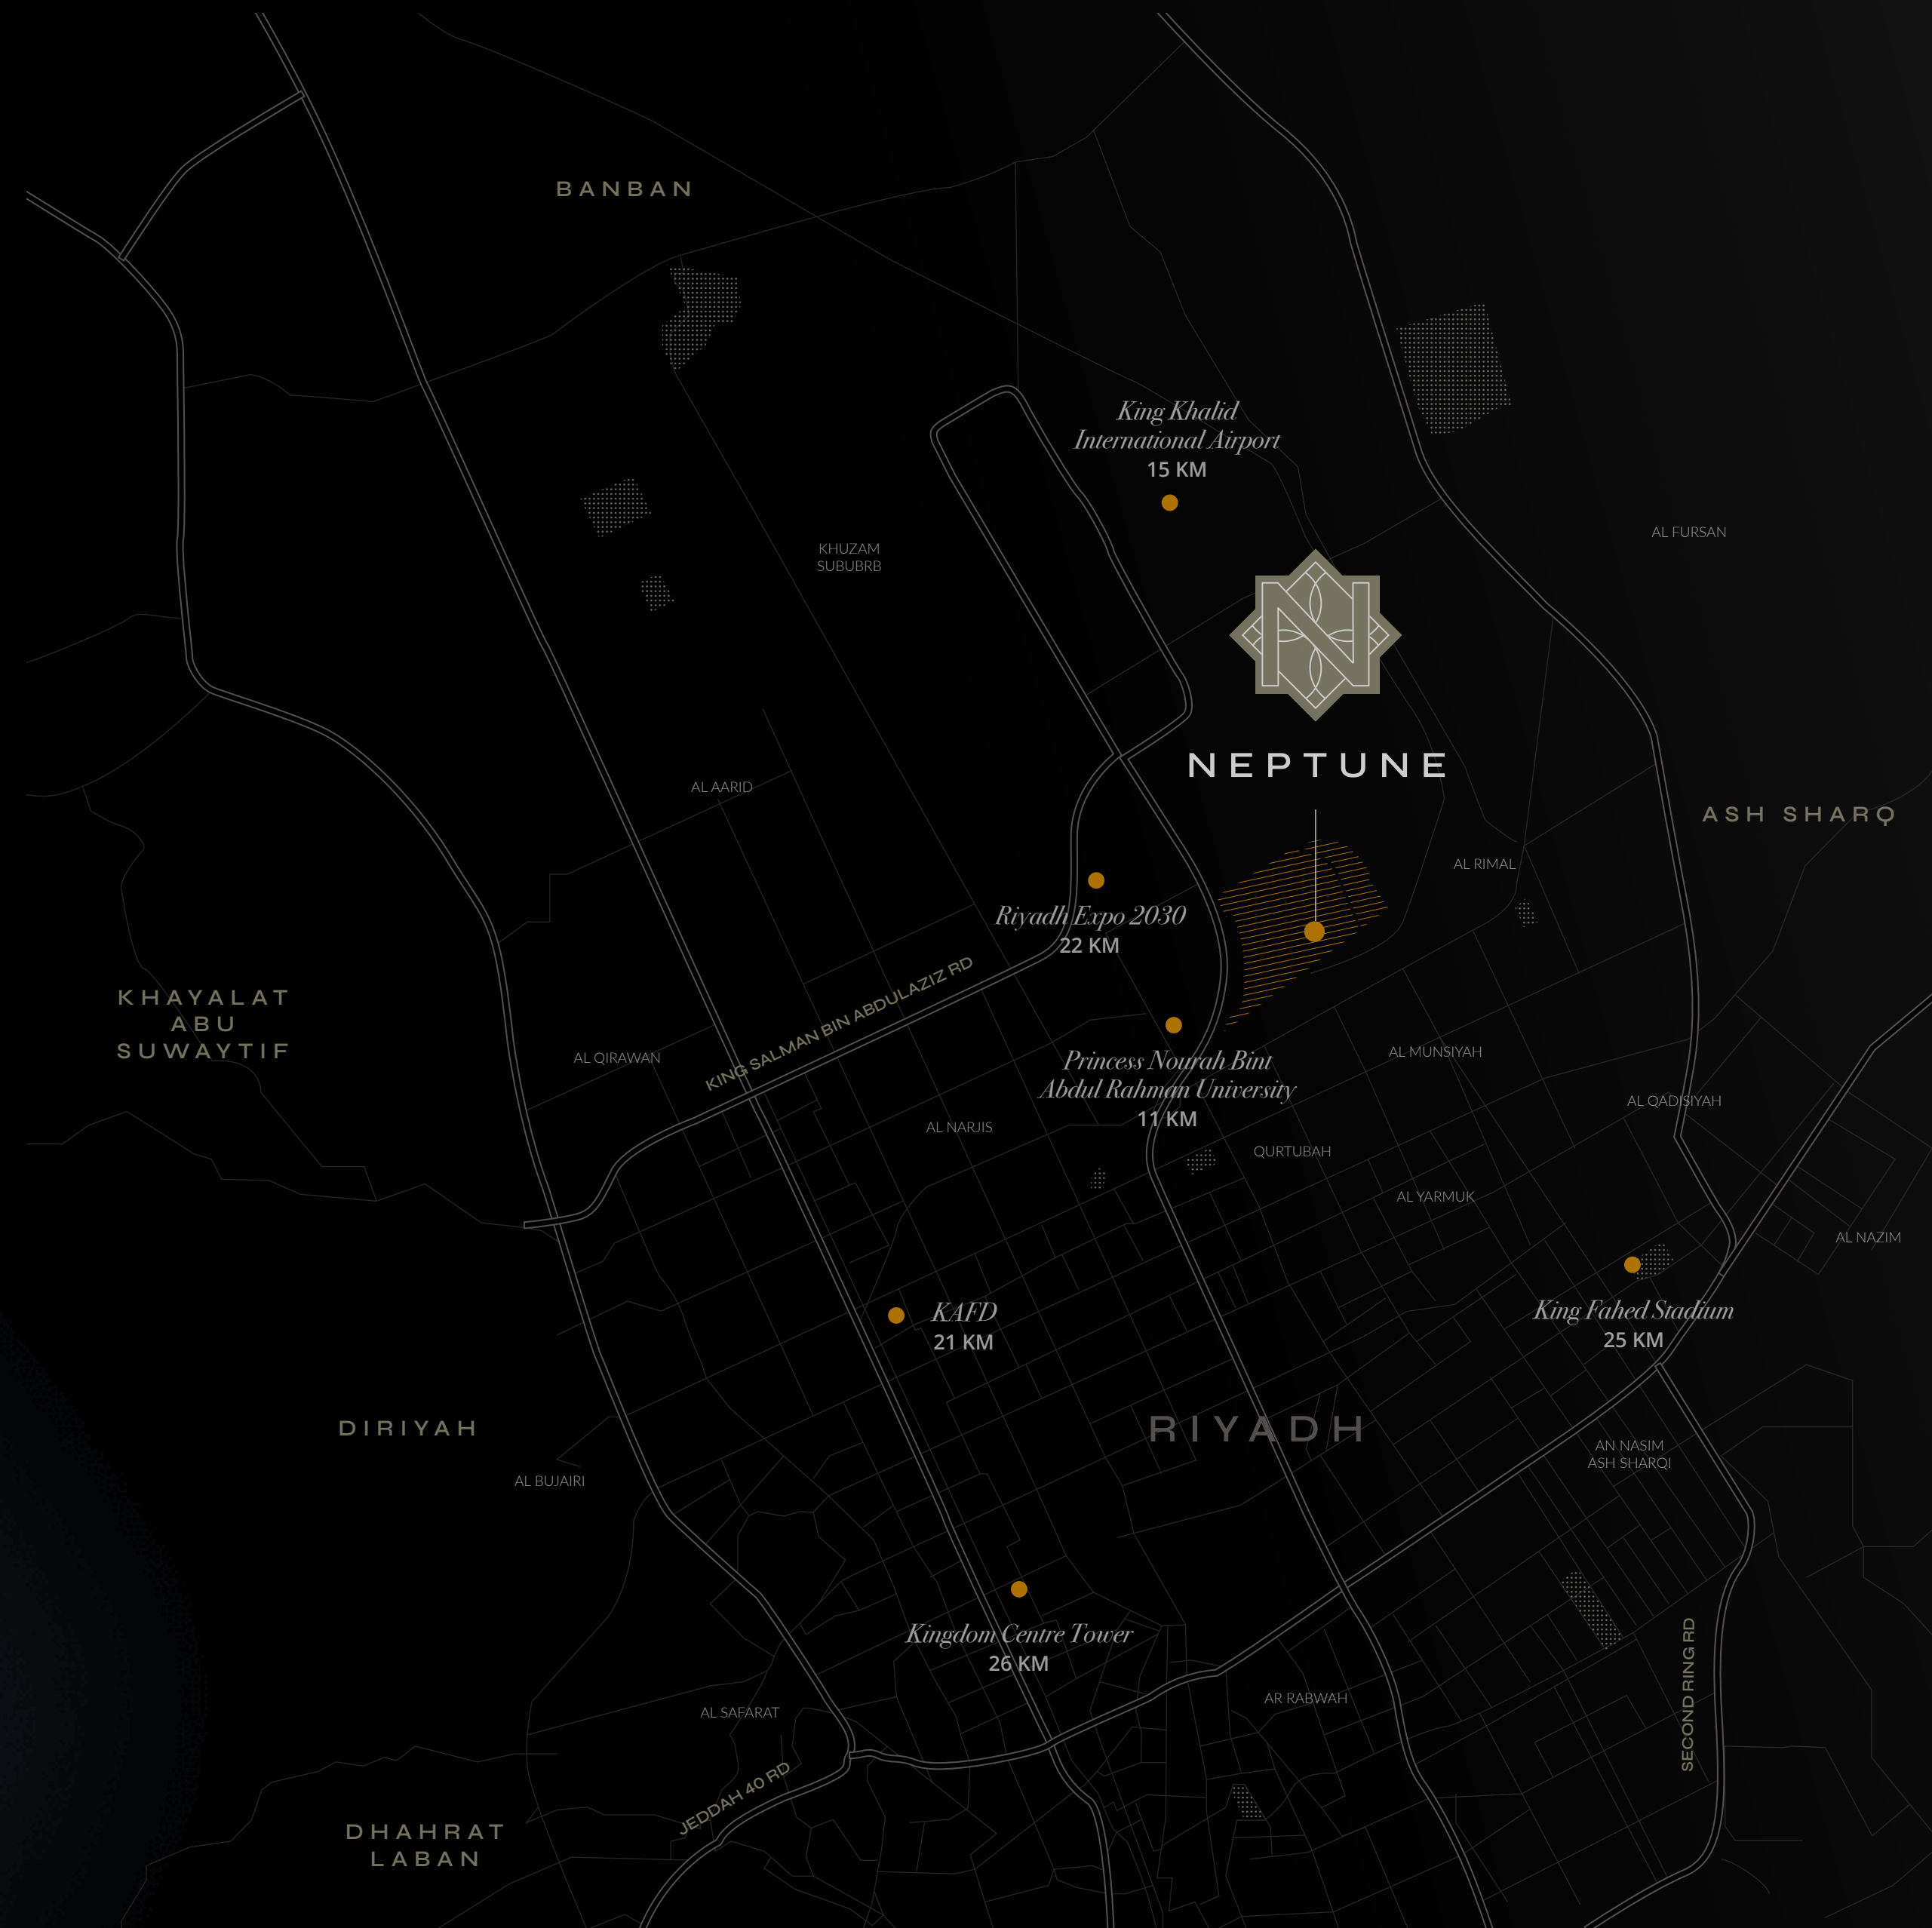 BANBAN
King Khalid
International Airport
15 KM
AL FURSAN
KHUZAM
SUBUBRB
N
NEPTUNE
AL AARID
ASH SHARQ
AL RIMAL
Riyadh Expo 2030
22 KM
KING SALMAN BIN ABDULAZIZ RD
KHAYALAT
ABU
SUWAYTIF
AL QIRAWAN
Princess Nourah Bint
Abdul Rahman University
11 KM
AL MUNSIYAH
AL QADISIYAH
AL NARJIS
QURTUBAH
AL YARMUK
AL NAZIM
KAFD
21 KM
King Fahed Stadium
25 KM
DIRIYAH
RIYADH
AN NASIM
ASH SHARQI
AL BUJAIRI
Kingdom Centre Tower
26 KM
SECOND RING RD
AR RABWAH
AL SAFARAT
JEDDAH 40 RD
DHAHRAT
LABAN